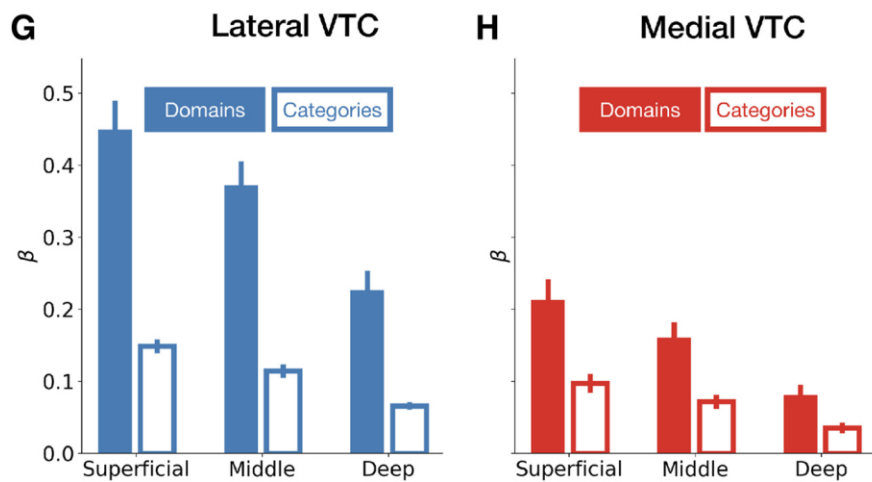 G Lateral VTC
Domains Categories
0.5
0.4
0.3
0.2
0.1
0.0
β
Superficial Middle Deep
H Medial VTC
Domains Categories
β
Superficial Middle Deep